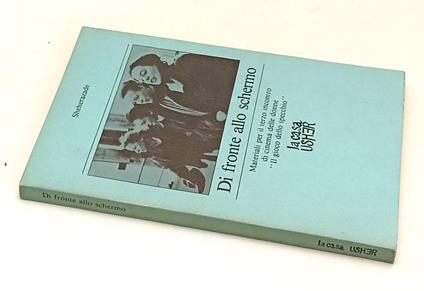 Sheherazade
Di fronte allo schermo
Materiali per il terzo incontro
di cinema delle donne
"Il gioco dello specchio"
la casa
USHER
Di fronte allo schermo
la casa USHER